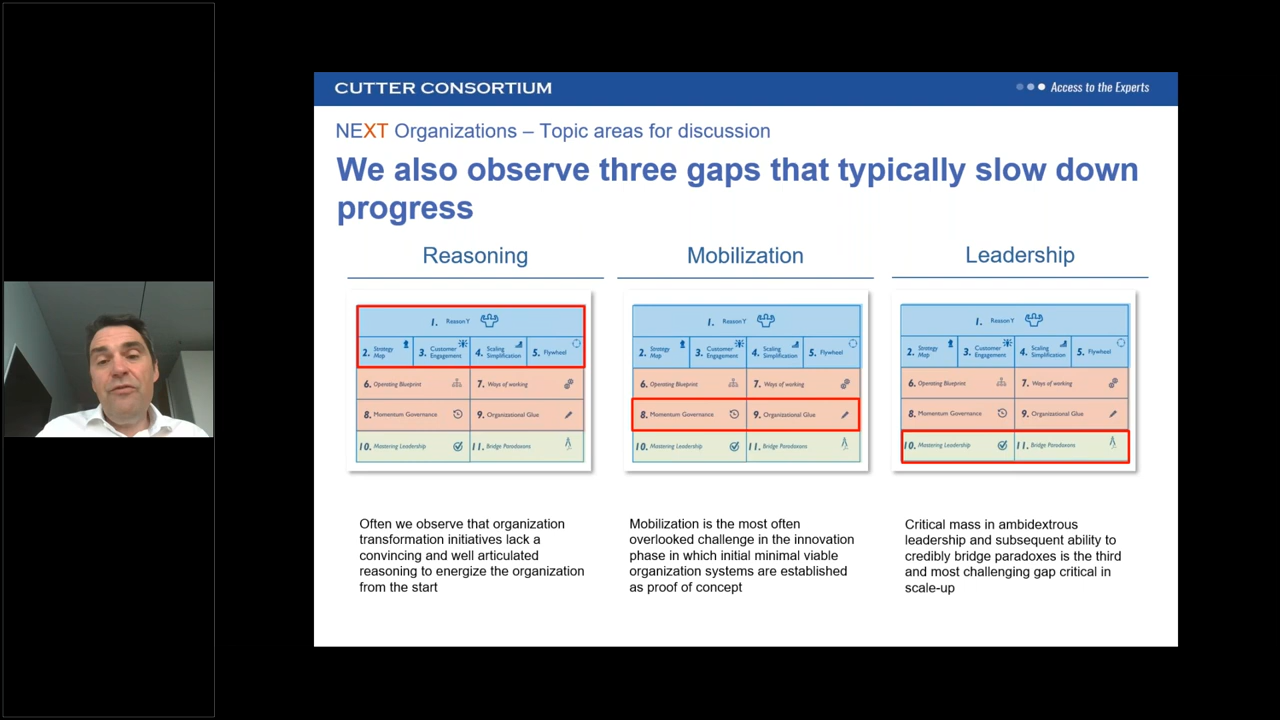 CUTTER CONSORTIUM
Access to the Experts
NEXT Organizations – Topic areas for discussion
We also observe three gaps that typically slow down
progress
Reasoning
1. Reason Y
2. Strategy Map
3. Customer Engagement
4. Scaling Simplification
5. Flywheel
6. Operating Blueprint
7. Ways of working
8. Momentum Governance
9. Organizational Glue
10. Mastering Leadership
11. Bridge Paradoxons
Often we observe that organization
transformation initiatives lack a
convincing and well articulated
reasoning to energize the organization
from the start
Mobilization
1. Reason Y
2. Strategy Map
3. Customer Engagement
4. Scaling Simplification
5. Flywheel
6. Operating Blueprint
7. Ways of working
8. Momentum Governance
9. Organizational Glue
10. Mastering Leadership
11. Bridge Paradoxons
Mobilization is the most often
overlooked challenge in the innovation
phase in which initial minimal viable
organization systems are established
as proof of concept
Leadership
1. Reason Y
2. Strategy Map
3. Customer Engagement
4. Scaling Simplification
5. Flywheel
6. Operating Blueprint
7. Ways of working
8. Momentum Governance
9. Organizational Glue
10. Mastering Leadership
11. Bridge Paradoxons
Critical mass in ambidextrous
leadership and subsequent ability to
credibly bridge paradoxes is the third
and most challenging gap critical in
scale-up